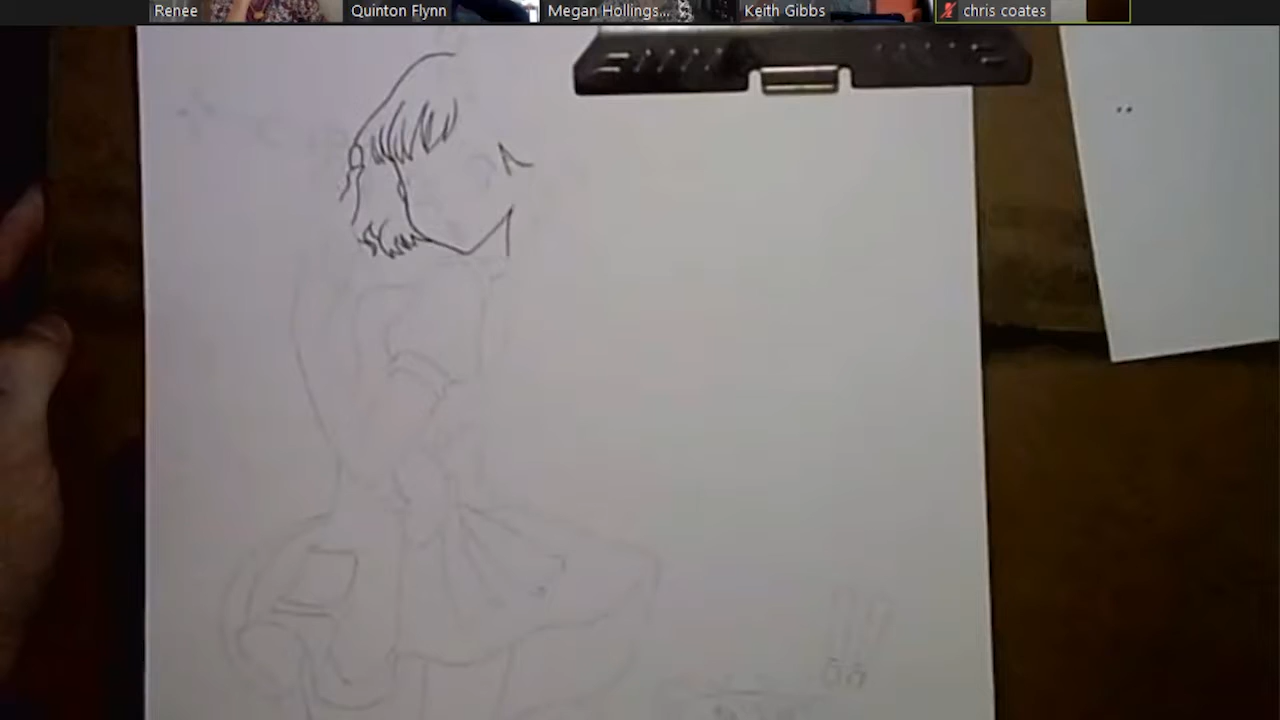 Renee
Quinton Flynn
Megan Hollings...
Keith Gibbs
chris coates